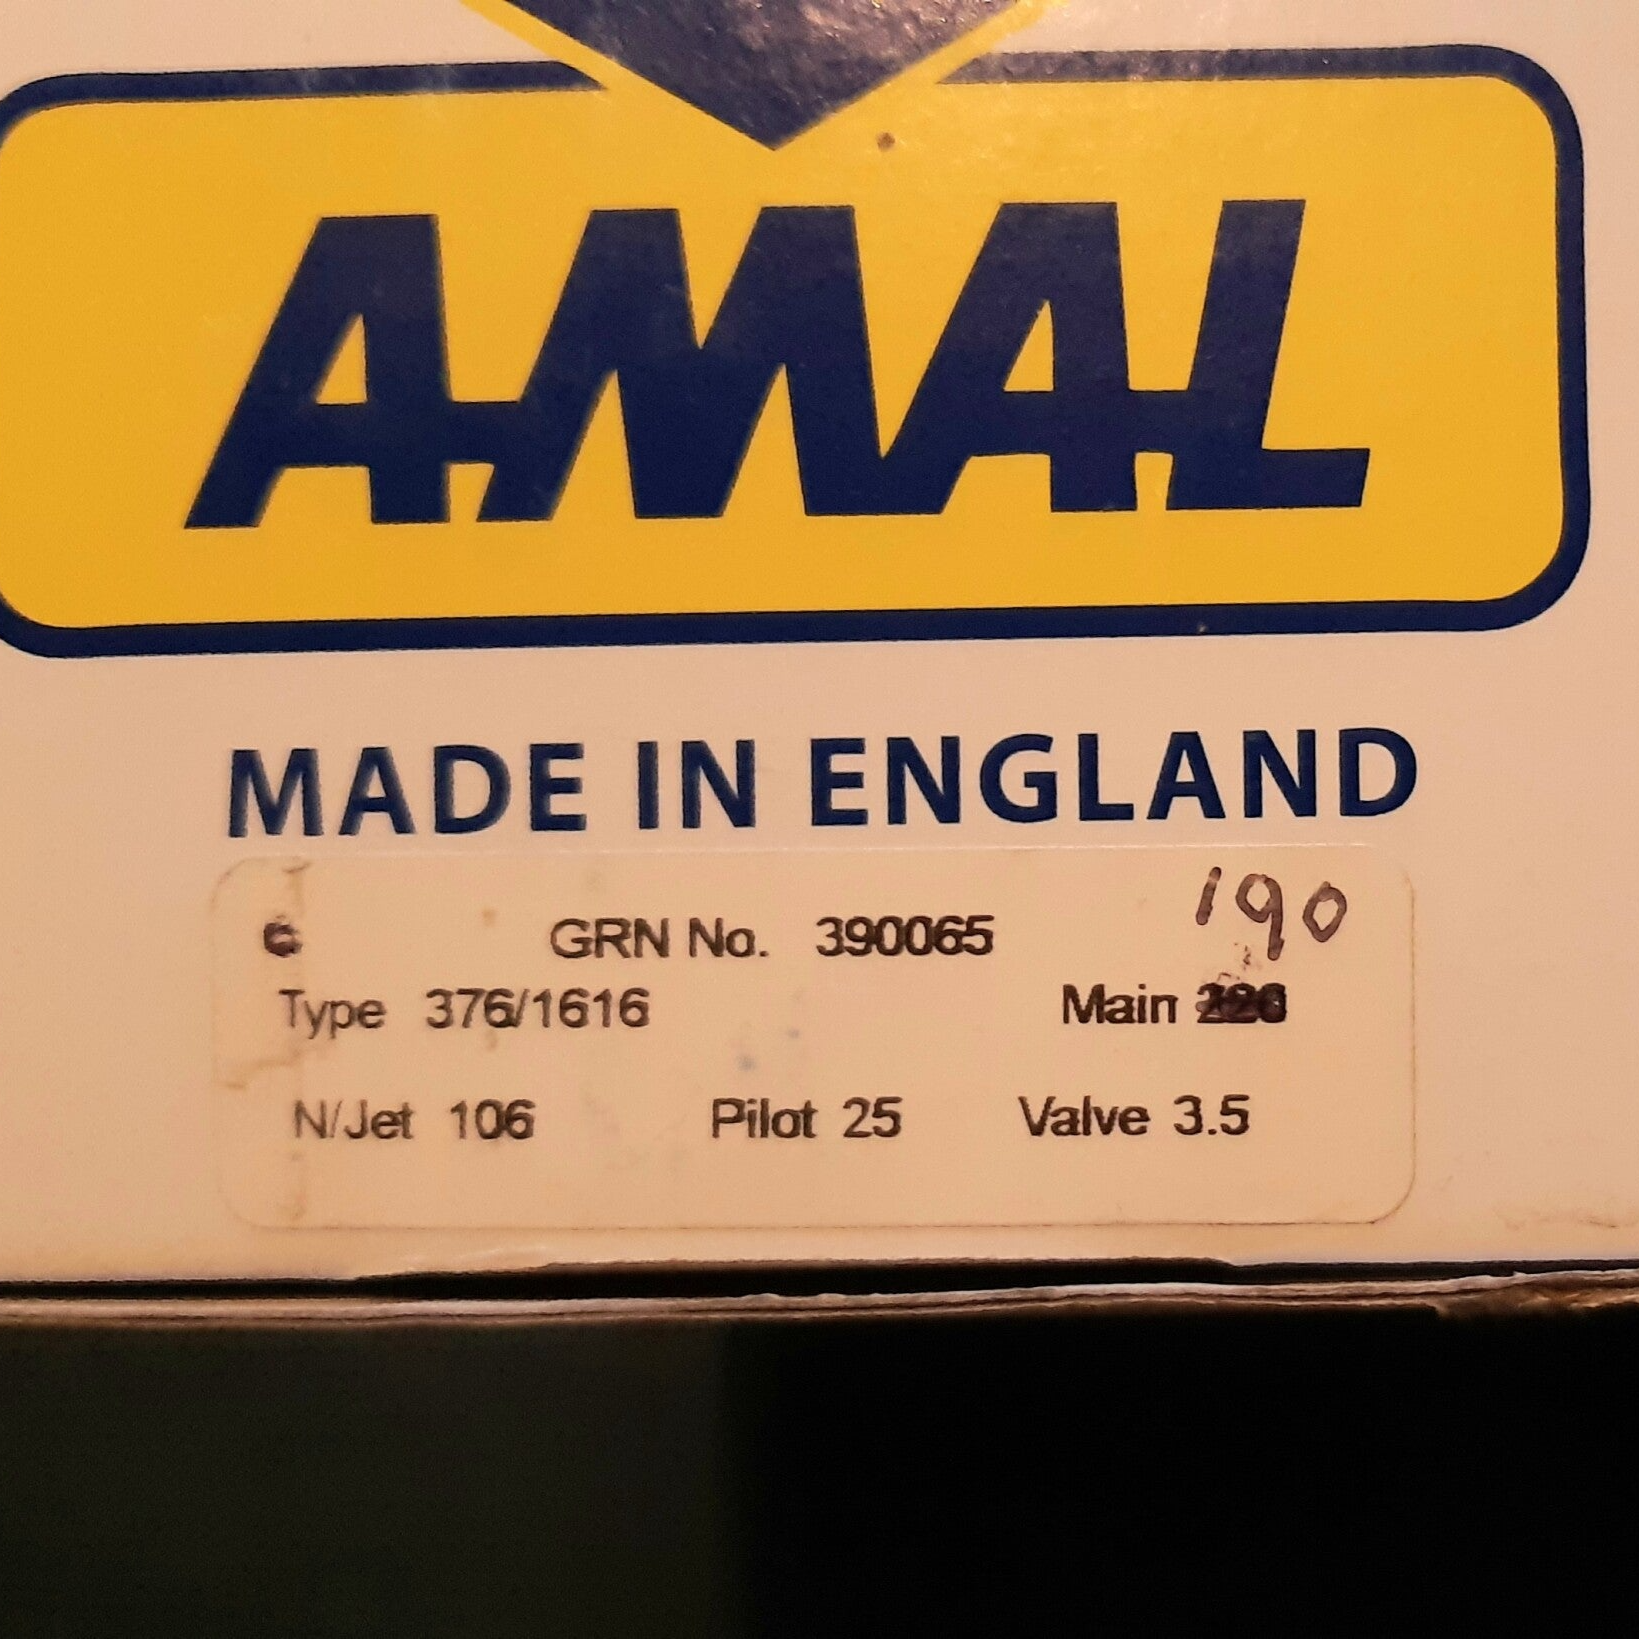 AMAL
MADE IN ENGLAND
190
GRN No. 390065
Type 376/1616 Main 220
N/Jet 106 Pilot 25 Valve 3.5